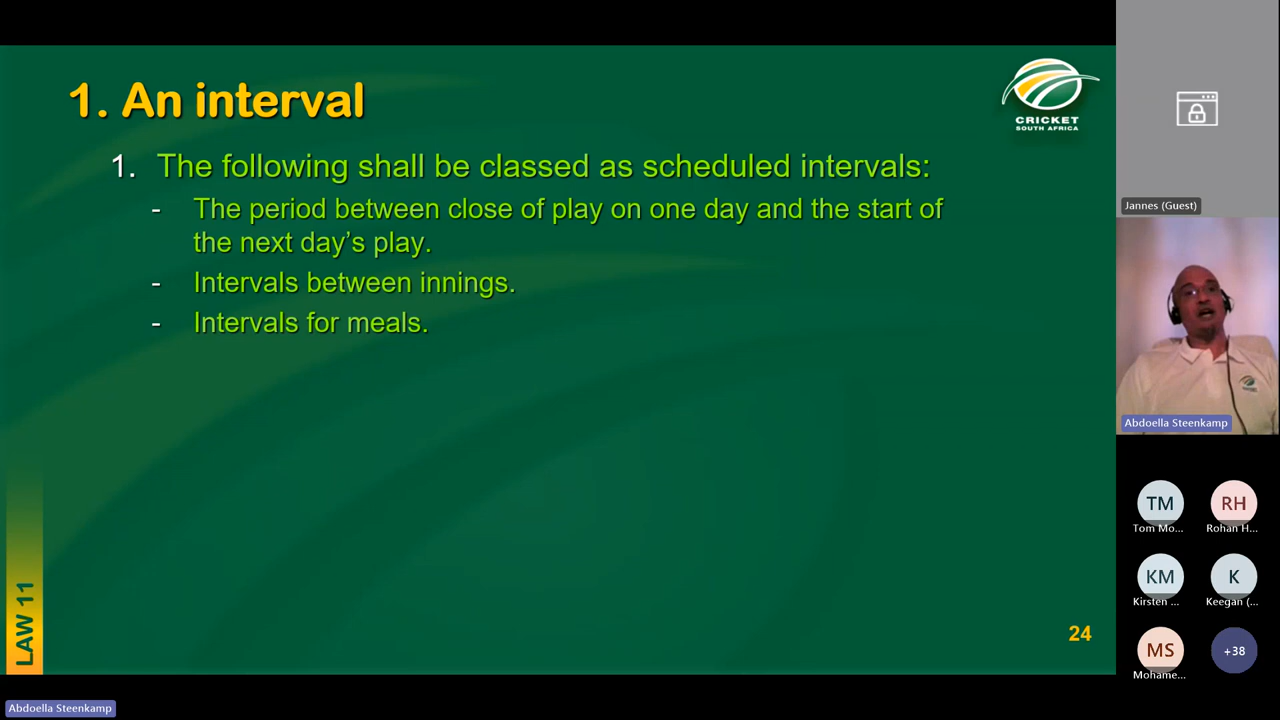 1. An interval
CRICKET
SOUTH AFRICA
1. The following shall be classed as scheduled intervals:
- The period between close of play on one day and the start of
the next day's play.
- Intervals between innings.
- Intervals for meals.
LAW 11
24
Jannes (Guest)
Abdoella Steenkamp
TM
RH
Tom Mo...
Rohan H...
KM
K
Kirsten ...
Keegan (...
MS
+38
Mohame...
Abdoella Steenkamp